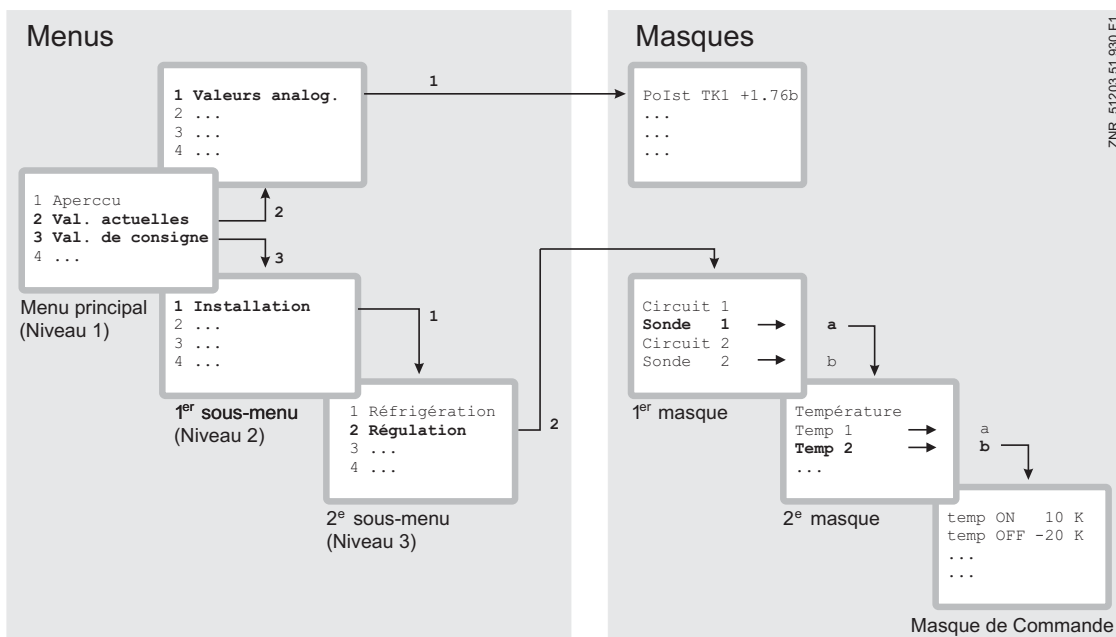 Menus
1 Valeurs analog.
2 ...
3 ...
4 ...
1
1 Aperccu
2 Val. actuelles
3 Val. de consigne
4 ...
2
3
Menu principal
(Niveau 1)
1 Installation
2 ...
3 ...
4 ...
1
1er sous-menu
(Niveau 2)
1 Réfrigération
2 Régulation
3 ...
4 ...
2
2e sous-menu
(Niveau 3)
Masques
PoIst TK1 +1.76b
...
...
...
Circuit 1
Sonde 1 a
Circuit 2
Sonde 2 b
1er masque
Température
Temp 1 a
Temp 2 b
...
2e masque
temp ON 10 K
temp OFF -20 K
...
...
Masque de Commande
ZNR. 51203 51 930 F1